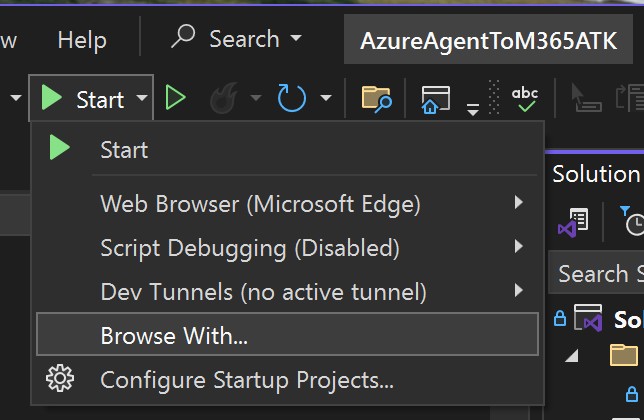 w Help Search AzureAgentToM365ATK
Start
abc
Start
Web Browser (Microsoft Edge)
Script Debugging (Disabled)
Dev Tunnels (no active tunnel)
Browse With...
Configure Startup Projects...
Solution
Search S
Sol